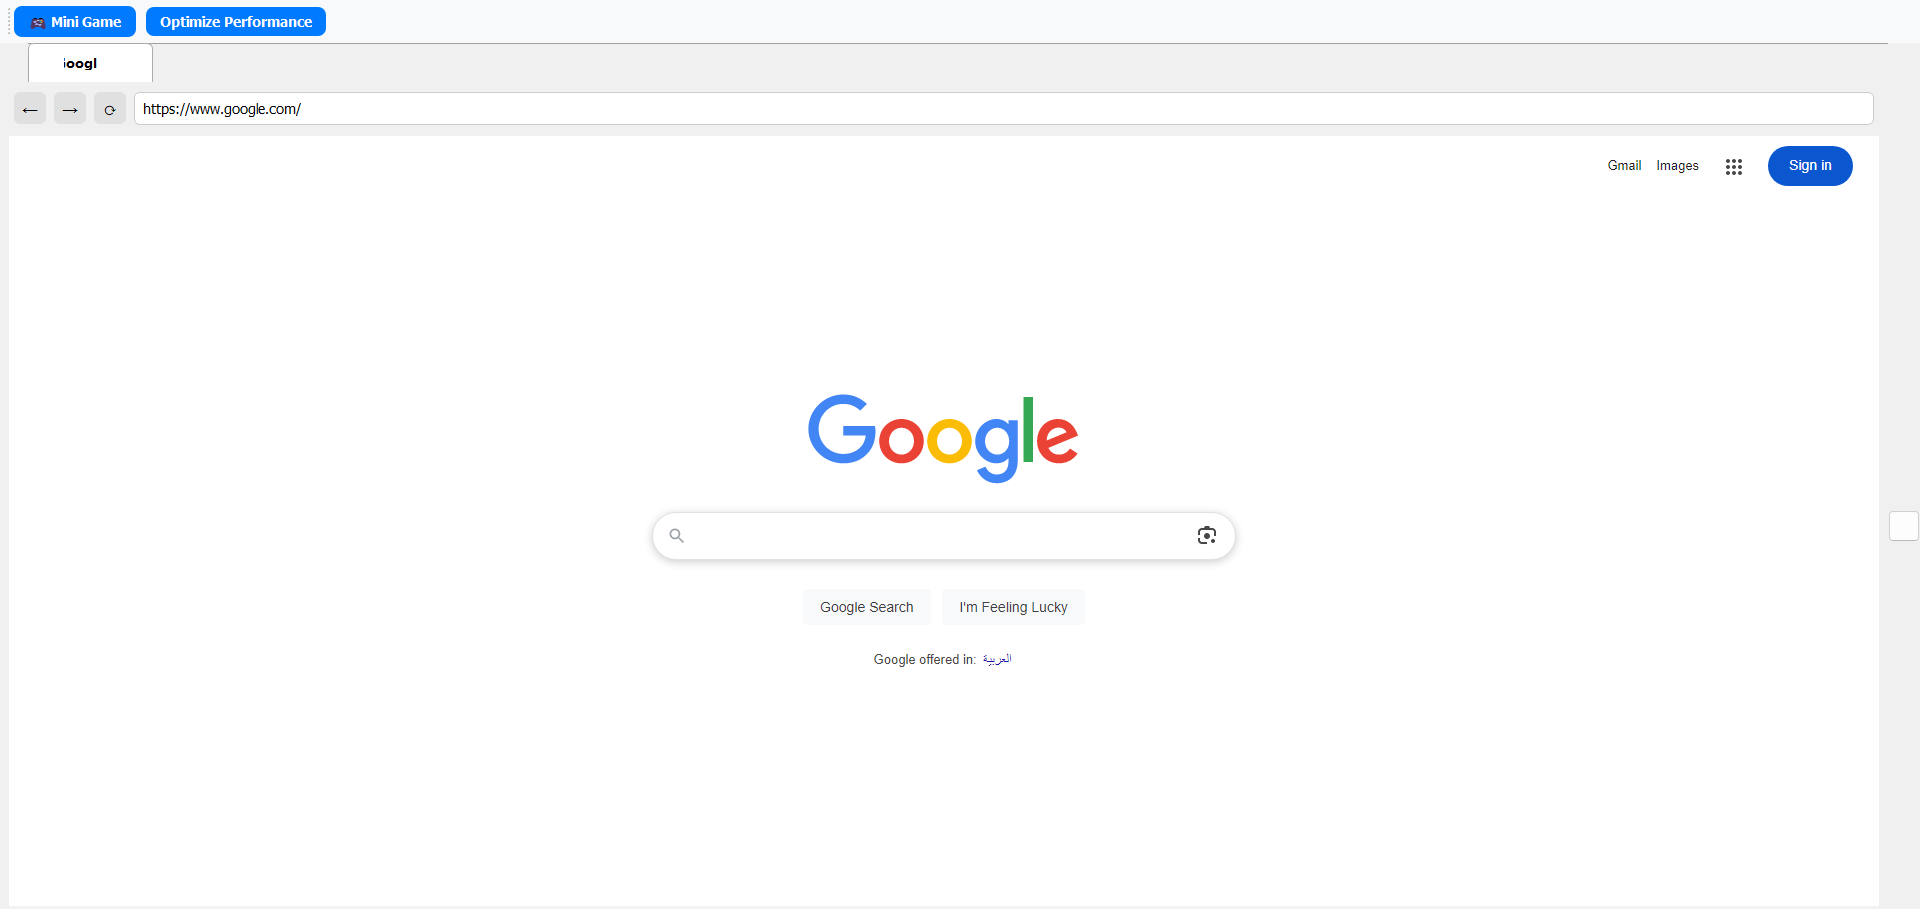 Mini Game Optimize Performance
Googl
https://www.google.com/
Gmail Images Sign in
Google
Google Search I'm Feeling Lucky
Google offered in: العربية